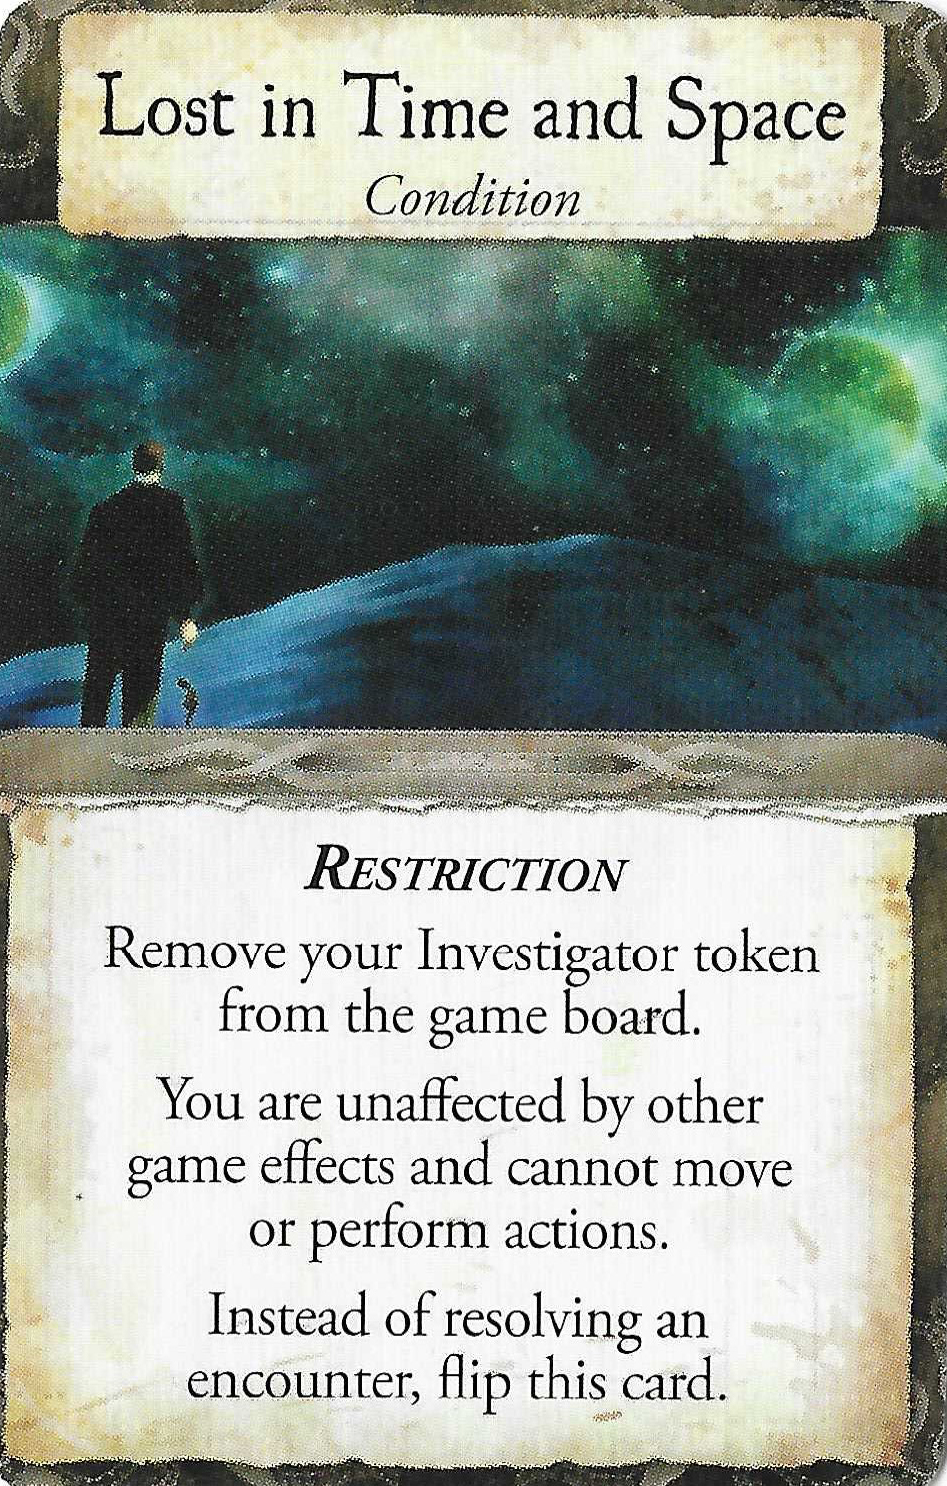 Lost in Time and Space
Condition
RESTRICTION
Remove your Investigator token
from the game board.
You are unaffected by other
game effects and cannot move
or perform actions.
Instead of resolving an
encounter, flip this card.